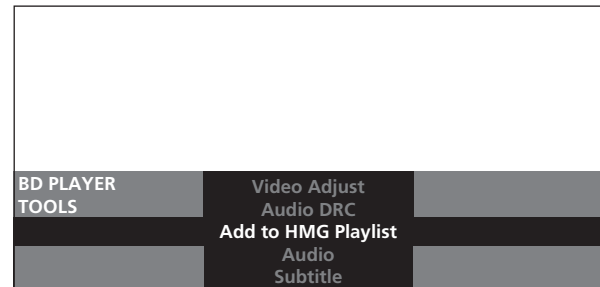 BD PLAYER
TOOLS
Video Adjust
Audio DRC
Add to HMG Playlist
Audio
Subtitle